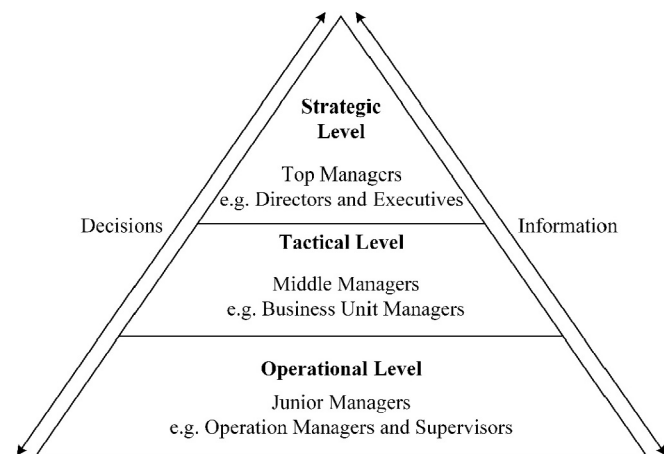 Strategic
Level
Top Managers
e.g. Directors and Executives
Decisions
Information
Tactical Level
Middle Managers
e.g. Business Unit Managers
Operational Level
Junior Managers
e.g. Operation Managers and Supervisors